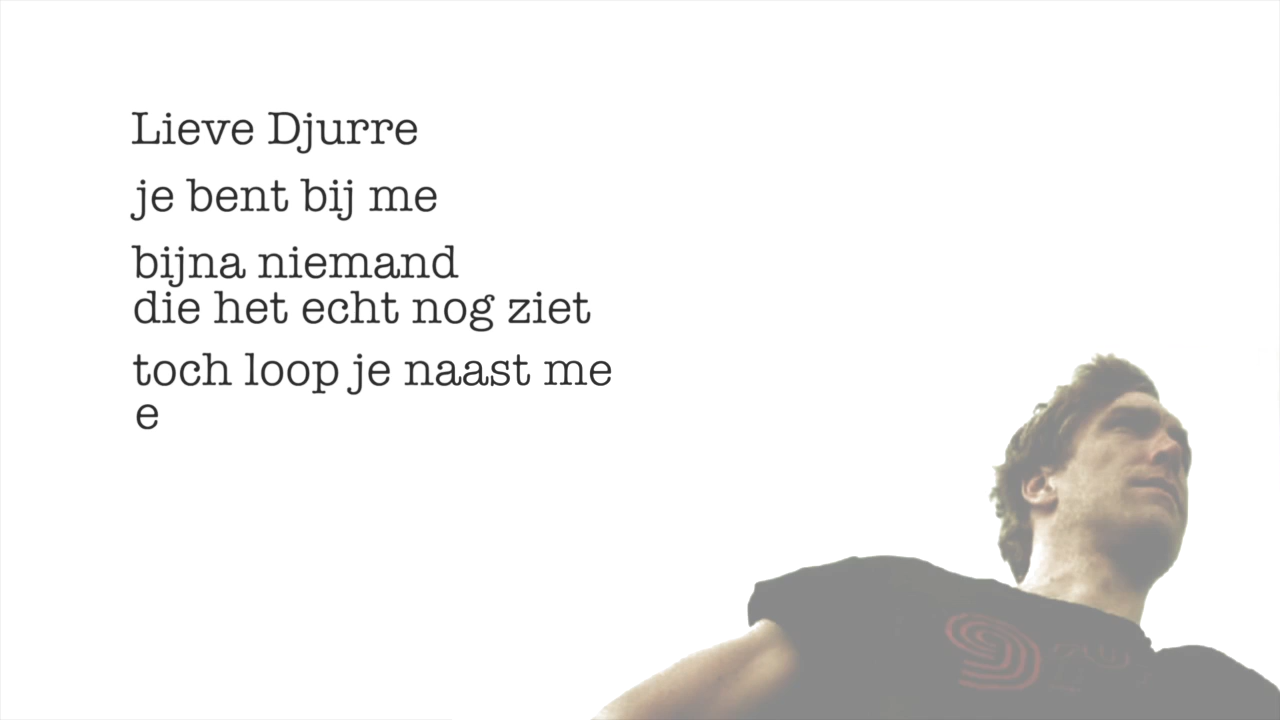 Lieve Djurre
je bent bij me
bijna niemand
die het echt nog ziet
toch loop je naast me
e